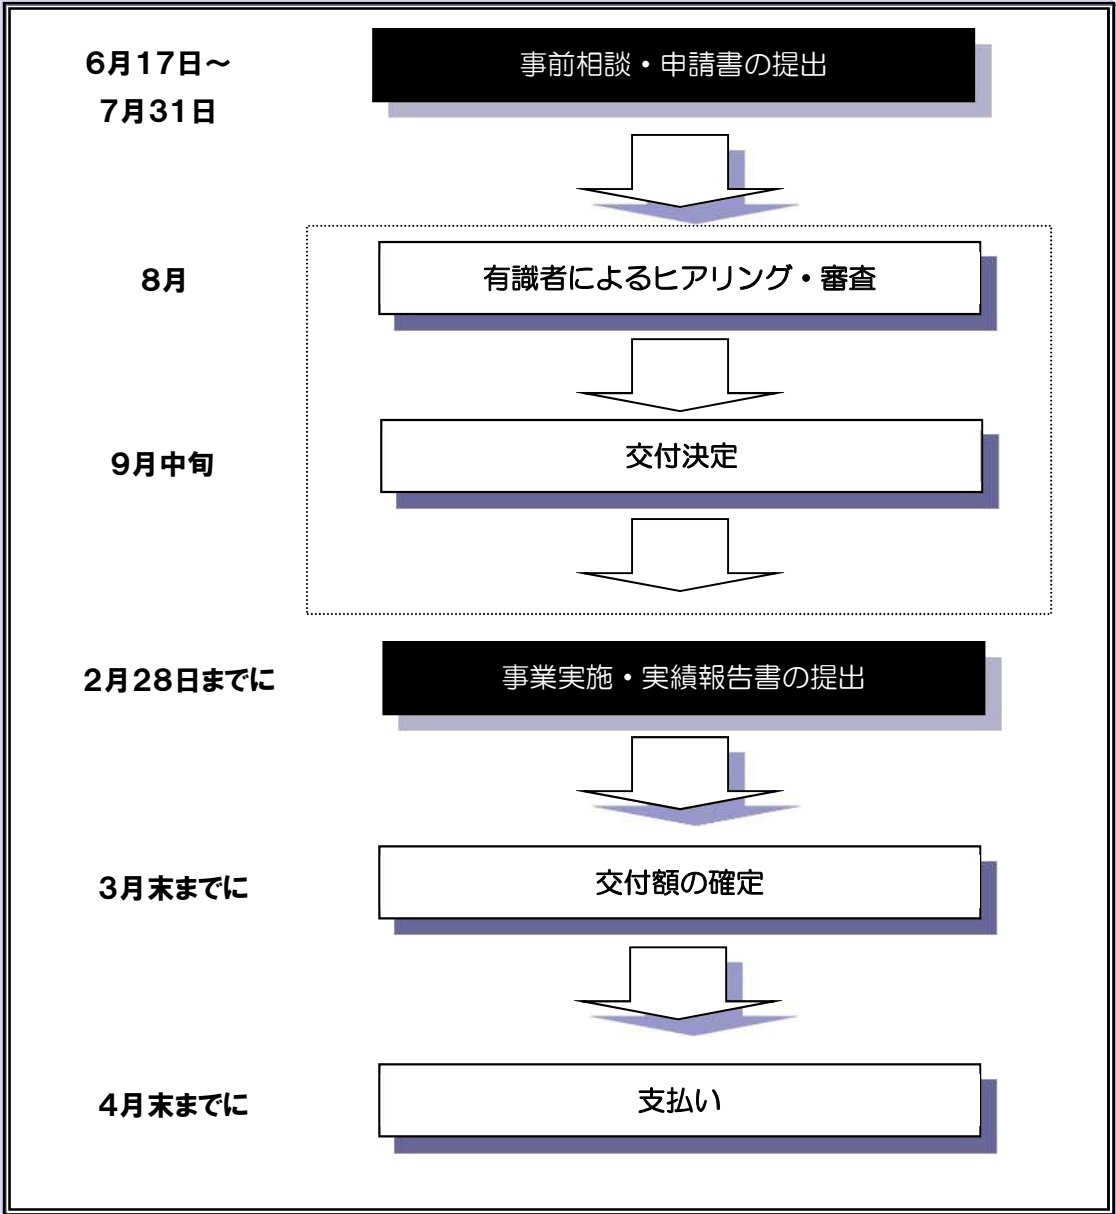 6月17日～
7月31日
事前相談・申請書の提出
8月
有識者によるヒアリング・審査
9月中旬
交付決定
2月28日までに
事業実施・実績報告書の提出
3月末までに
交付額の確定
4月末までに
支払い